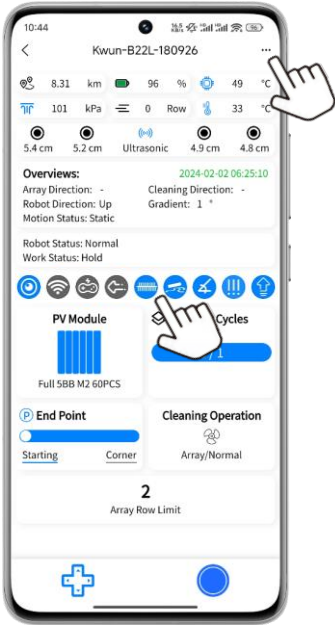 10:44
Kwun-B22L-180926
8.31 km 96 % 49 °C
101 kPa 0 Row 33 °C
5.4 cm 5.2 cm Ultrasonic 4.9 cm 4.8 cm
Overviews: 2024-02-02 06:25:10
Array Direction: - Cleaning Direction: -
Robot Direction: Up Gradient: 1 °
Motion Status: Static
Robot Status: Normal
Work Status: Hold
PV Module Cycles
/ 1
Full 5BB M2 60PCS
P End Point Cleaning Operation
Starting Corner Array/Normal
2
Array Row Limit